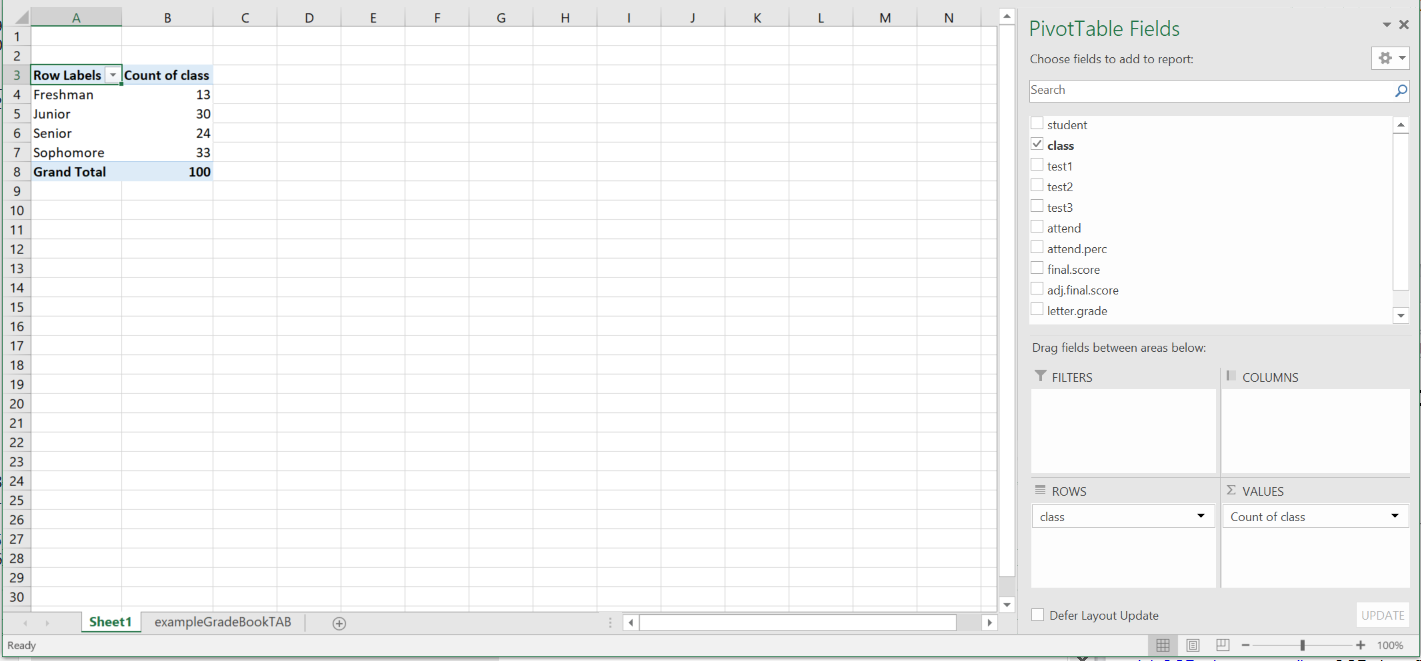 A B C D E F G H I J K L M N
1
2
3 Row Labels Count of class
4 Freshman 13
5 Junior 30
6 Senior 24
7 Sophomore 33
8 Grand Total 100
9
10
11
12
13
14
15
16
17
18
19
20
21
22
23
24
25
26
27
28
29
30
Sheet1 exampleGradeBookTAB
Ready
PivotTable Fields
Choose fields to add to report:
Search
student
class
test1
test2
test3
attend
attend.perc
final.score
adj.final.score
letter.grade
Drag fields between areas below:
FILTERS COLUMNS
ROWS Σ VALUES
class Count of class
Defer Layout Update UPDATE
100%